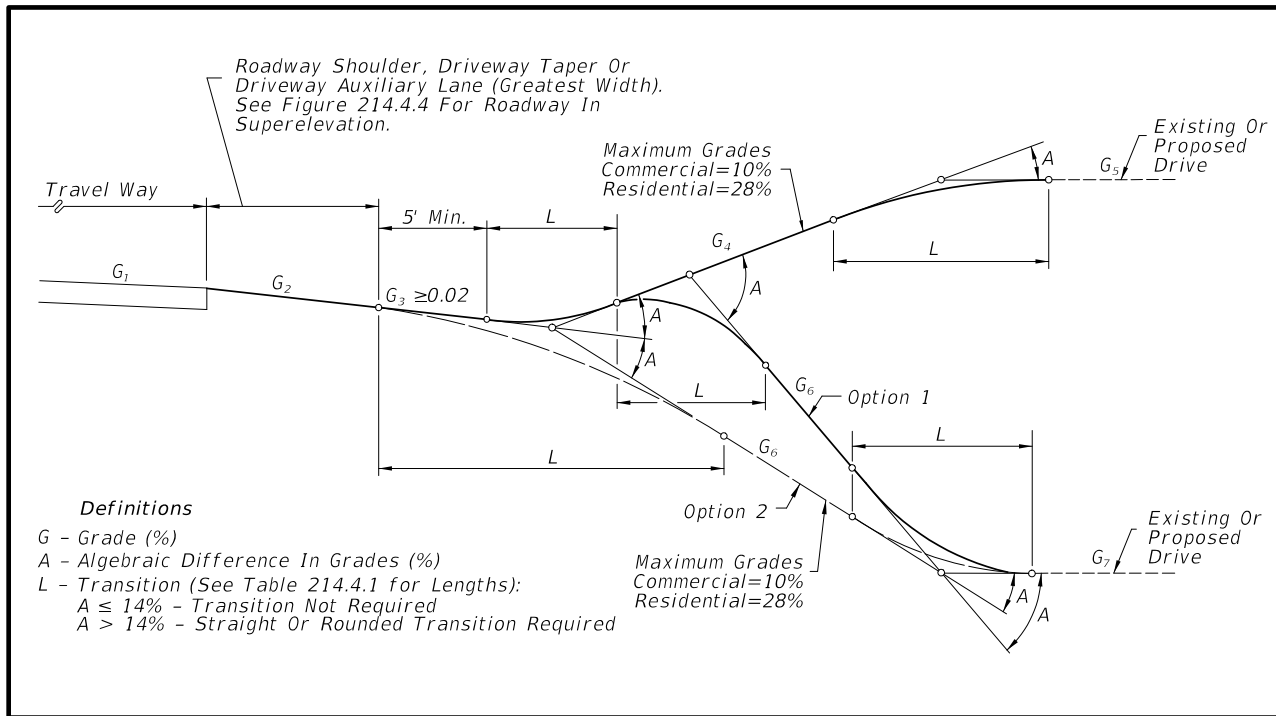 Roadway Shoulder, Driveway Taper Or
Driveway Auxiliary Lane (Greatest Width).
See Figure 214.4.4 For Roadway In
Superelevation.
Existing Or
Proposed
Drive
Maximum Grades
Commercial=10%
Residential=28%
A
G5
Travel Way
5' Min.
L
G4
L
G1
G2
G3 ≥0.02
A
A
A
L
G6
Option 1
L
L
G6
Option 2
Definitions
G – Grade (%)
A – Algebraic Difference In Grades (%)
L – Transition (See Table 214.4.1 for Lengths):
A ≤ 14% – Transition Not Required
A > 14% – Straight Or Rounded Transition Required
Maximum Grades
Commercial=10%
Residential=28%
Existing Or
Proposed
Drive
G7
A
A